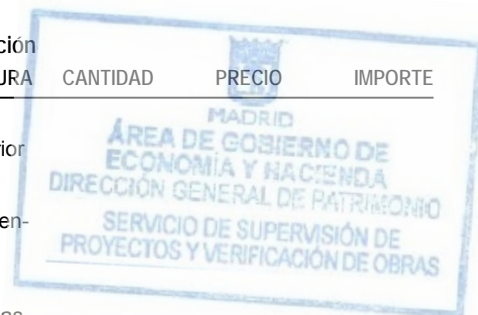 ción
URA CANTIDAD PRECIO IMPORTE
MADRID
ÁREA DE GOBIERNO DE
ior
ECONOMÍA Y HACIENDA
DIRECCIÓN GENERAL DE PATRIMONIO
en-
SERVICIO DE SUPERVISIÓN DE
PROYECTOS Y VERIFICACIÓN DE OBRAS